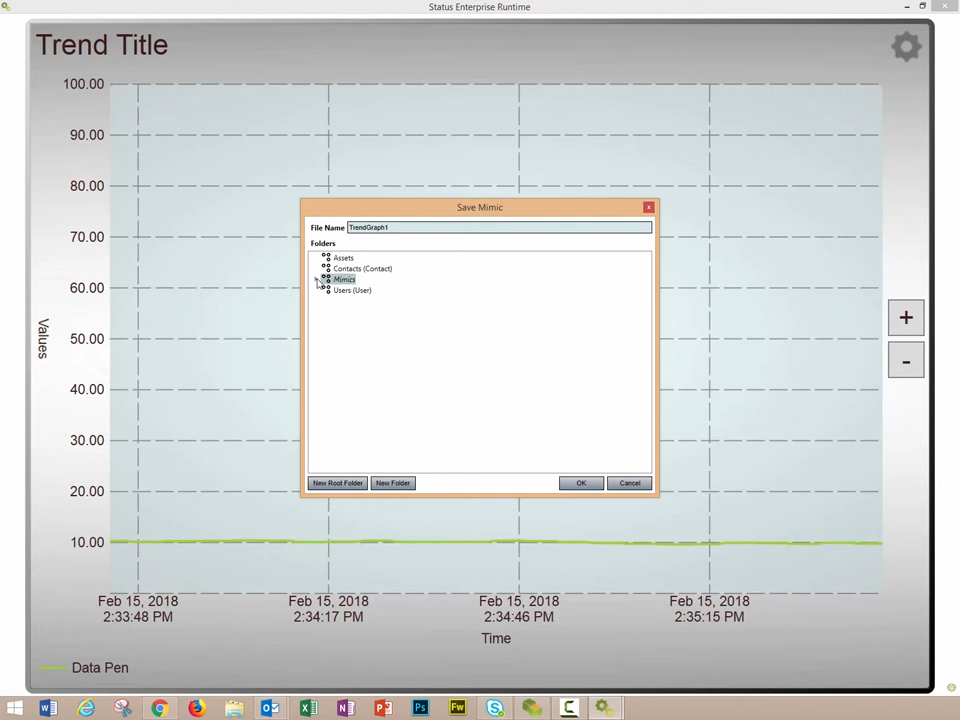 Status Enterprise Runtime
Trend Title
100.00
90.00
80.00
70.00
60.00
50.00
40.00
30.00
20.00
10.00
Values
Save Mimic
x
File Name TrendGraph1
Folders
Assets
Contacts (Contact)
Mimics
Users (User)
New Root Folder New Folder OK Cancel
+
-
Feb 15, 2018 Feb 15, 2018 Feb 15, 2018 Feb 15, 2018
2:33:48 PM 2:34:17 PM 2:34:46 PM 2:35:15 PM
Time
Data Pen